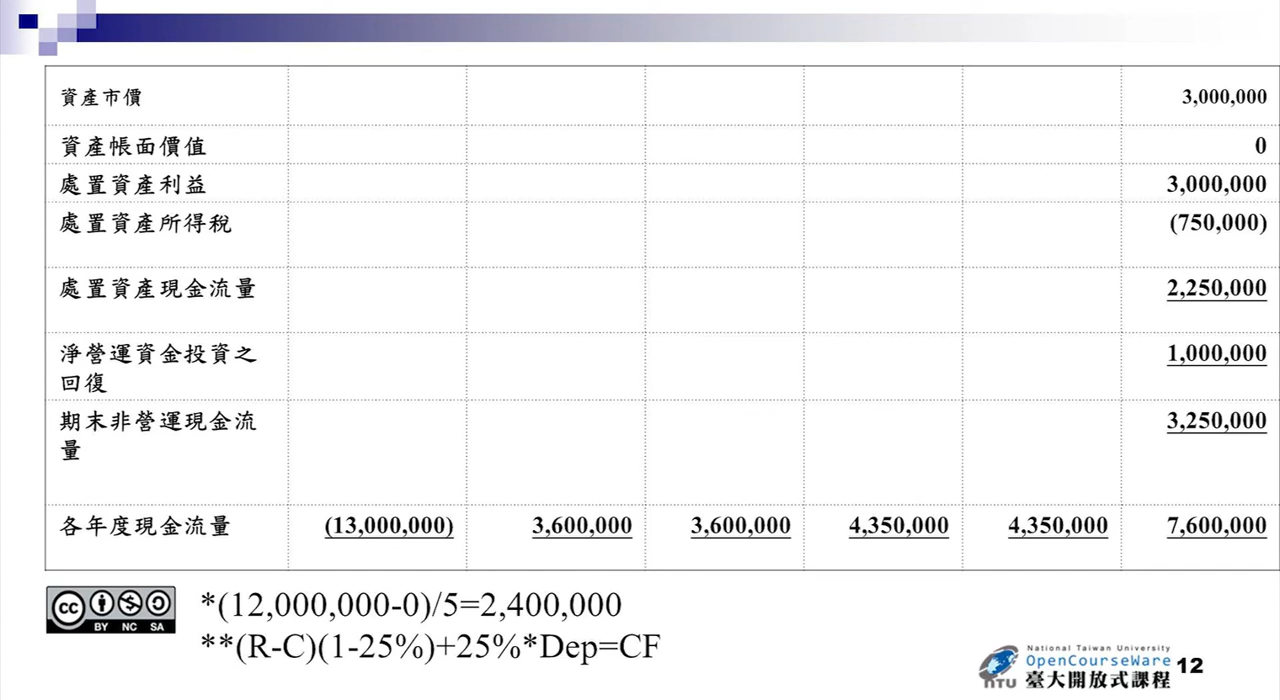 資產市價 3,000,000
資產帳面價值 0
處置資產利益 3,000,000
處置資產所得稅 (750,000)
處置資產現金流量 2,250,000
淨營運資金投資之 1,000,000
回復
期末非營運現金流 3,250,000
量
各年度現金流量 (13,000,000) 3,600,000 3,600,000 4,350,000 4,350,000 7,600,000
*(12,000,000-0)/5=2,400,000
**(R-C)(1-25%)+25%*Dep=CF
cc BY NC SA
National Taiwan University
OpenCourseWare
NTU 臺大開放式課程
12